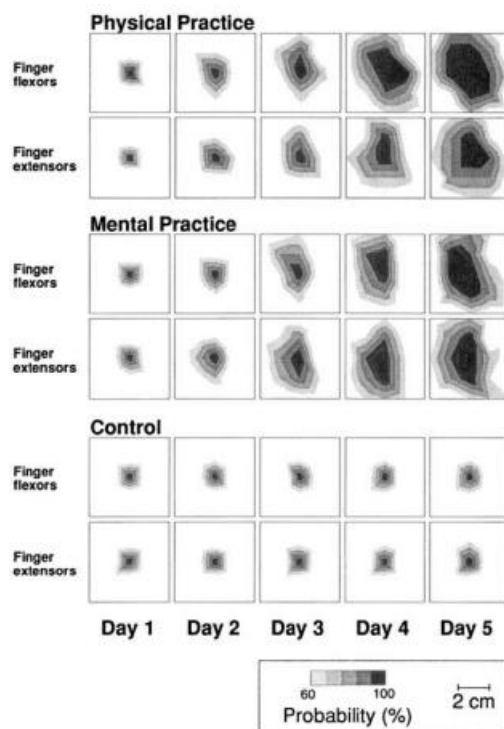 Physical Practice
Finger
flexors
Finger
extensors
Mental Practice
Finger
flexors
Finger
extensors
Control
Finger
flexors
Finger
extensors
Day 1 Day 2 Day 3 Day 4 Day 5
60 100
Probability (%)
2 cm